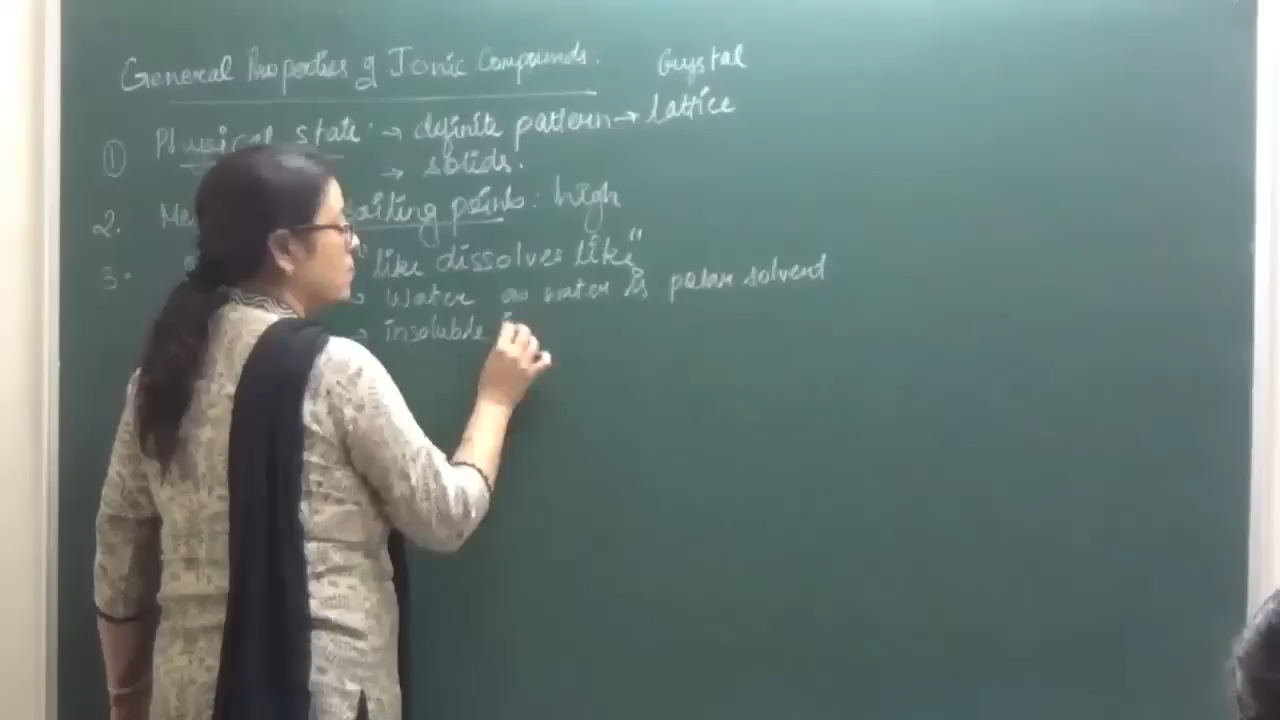 General Properties of Ionic Compounds:
Crystal
① Physical state: → definite pattern → lattice
→ solids.
2. Me boiling points: high
3. "like dissolves like"
→ Water as water is polar solvent
→ insoluble i